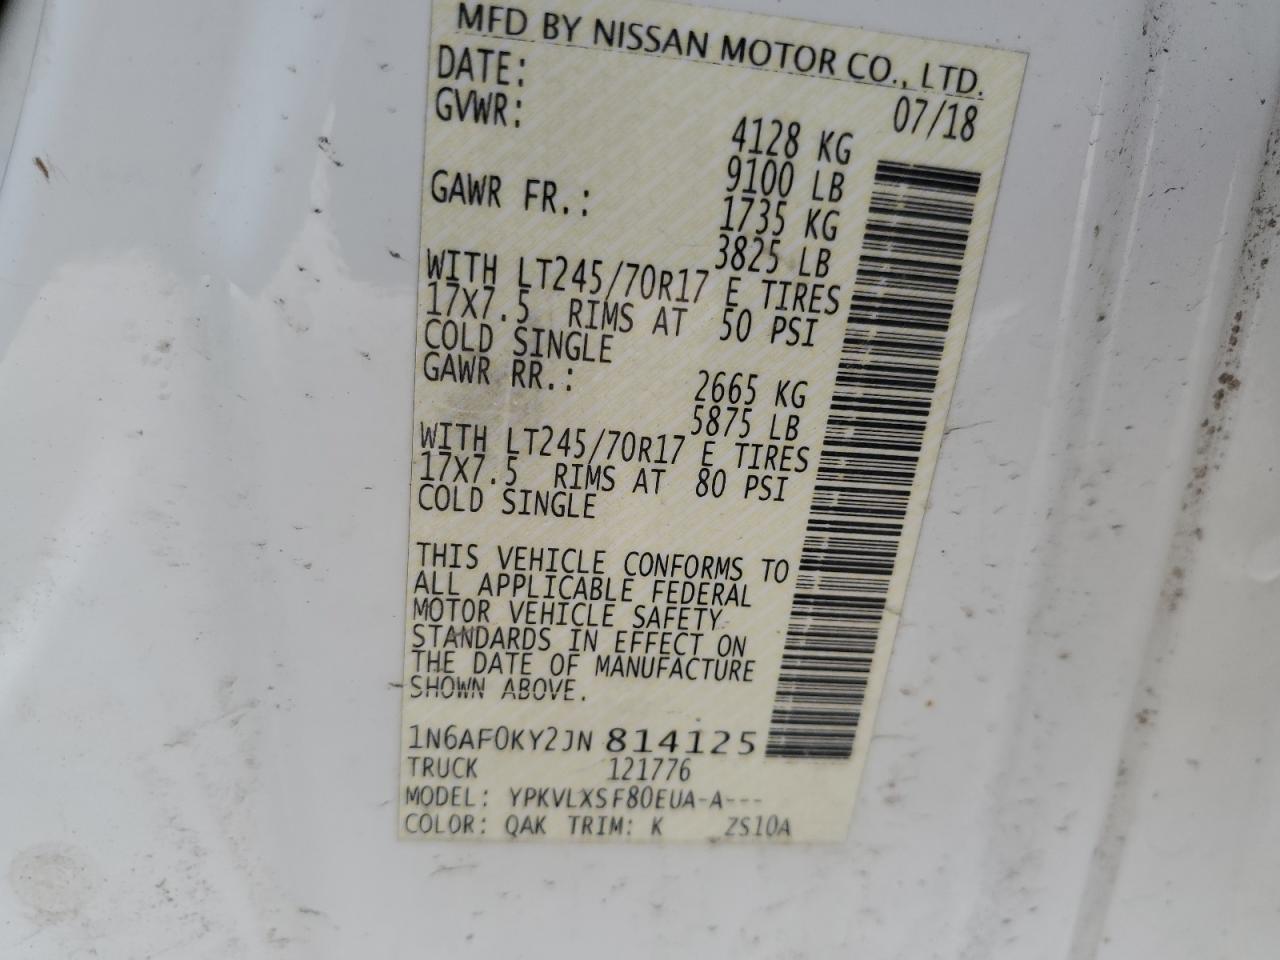 MFD BY NISSAN MOTOR CO., LTD.
DATE: 07/18
GVWR: 4128 KG
9100 LB
GAWR FR.: 1735 KG
3825 LB
WITH LT245/70R17 E TIRES
17X7.5 RIMS AT 50 PSI
COLD SINGLE
GAWR RR.: 2665 KG
5875 LB
WITH LT245/70R17 E TIRES
17X7.5 RIMS AT 80 PSI
COLD SINGLE
THIS VEHICLE CONFORMS TO
ALL APPLICABLE FEDERAL
MOTOR VEHICLE SAFETY
STANDARDS IN EFFECT ON
THE DATE OF MANUFACTURE
SHOWN ABOVE.
1N6AF0KY2JN 814125
TRUCK 121776
MODEL: YPKVLXSF80EUA-A---
COLOR: QAK TRIM: K ZS10A